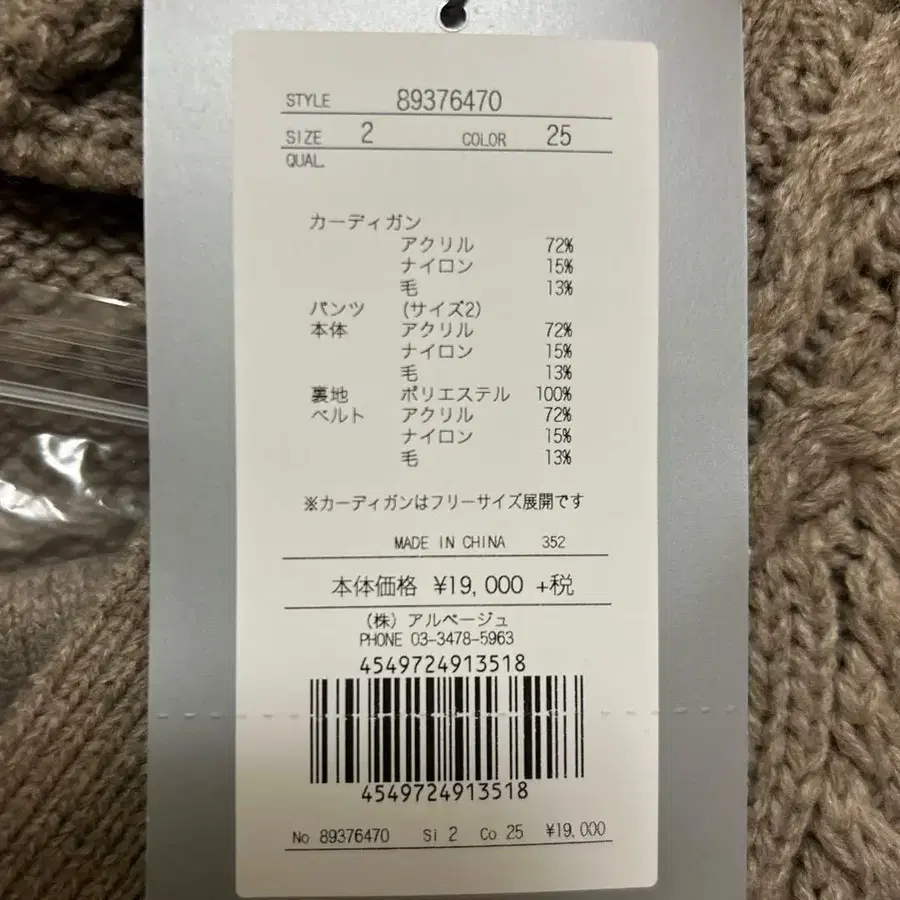 STYLE 89376470
SIZE 2 COLOR 25
QUAL.
カーディガン
アクリル 72%
ナイロン 15%
毛 13%
パンツ (サイズ2)
本体 アクリル 72%
ナイロン 15%
毛 13%
裏地 ポリエステル 100%
ベルト アクリル 72%
ナイロン 15%
毛 13%
※カーディガンはフリーサイズ展開です
MADE IN CHINA 352
本体価格 ¥19,000 +税
(株) アルページュ
PHONE 03-3478-5963
4549724913518
4549724913518
No 89376470 Si 2 Co 25 ¥19,000